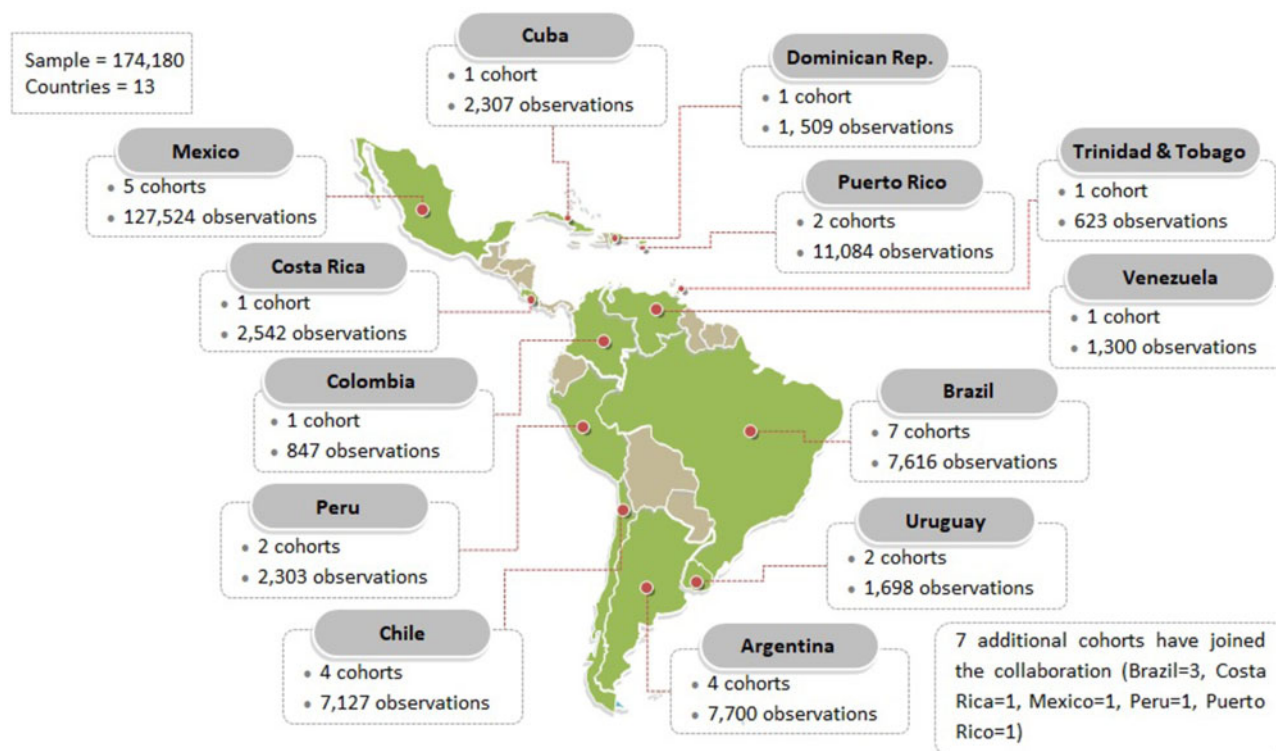 Sample = 174,180
Countries = 13
Cuba
• 1 cohort
• 2,307 observations
Dominican Rep.
• 1 cohort
• 1, 509 observations
Mexico
• 5 cohorts
• 127,524 observations
Puerto Rico
• 2 cohorts
• 11,084 observations
Trinidad & Tobago
• 1 cohort
• 623 observations
Costa Rica
• 1 cohort
• 2,542 observations
Venezuela
• 1 cohort
• 1,300 observations
Colombia
• 1 cohort
• 847 observations
Brazil
• 7 cohorts
• 7,616 observations
Peru
• 2 cohorts
• 2,303 observations
Uruguay
• 2 cohorts
• 1,698 observations
Chile
• 4 cohorts
• 7,127 observations
Argentina
• 4 cohorts
• 7,700 observations
7 additional cohorts have joined
the collaboration (Brazil=3, Costa
Rica=1, Mexico=1, Peru=1, Puerto
Rico=1)